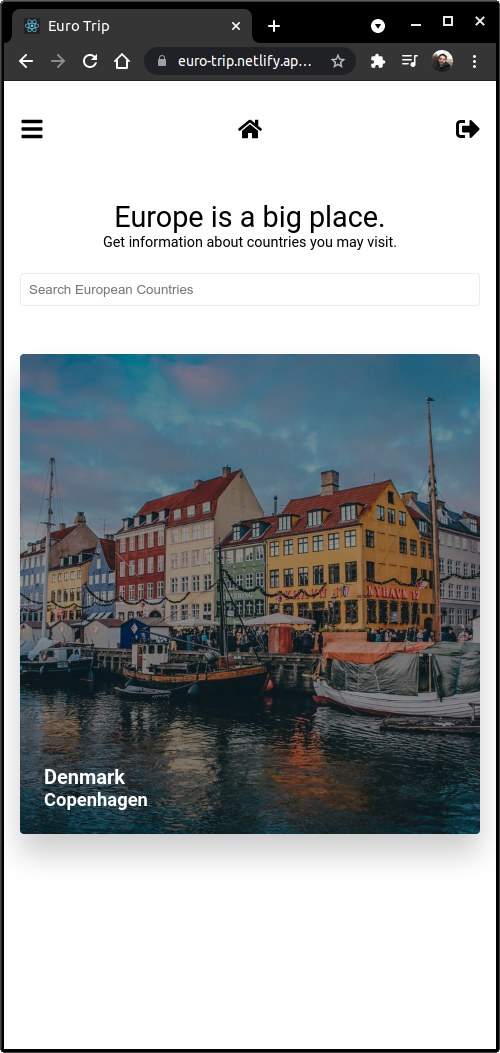 Euro Trip
euro-trip.netlify.ap...
Europe is a big place.
Get information about countries you may visit.
Search European Countries
NYHAVN 17
Denmark
Copenhagen